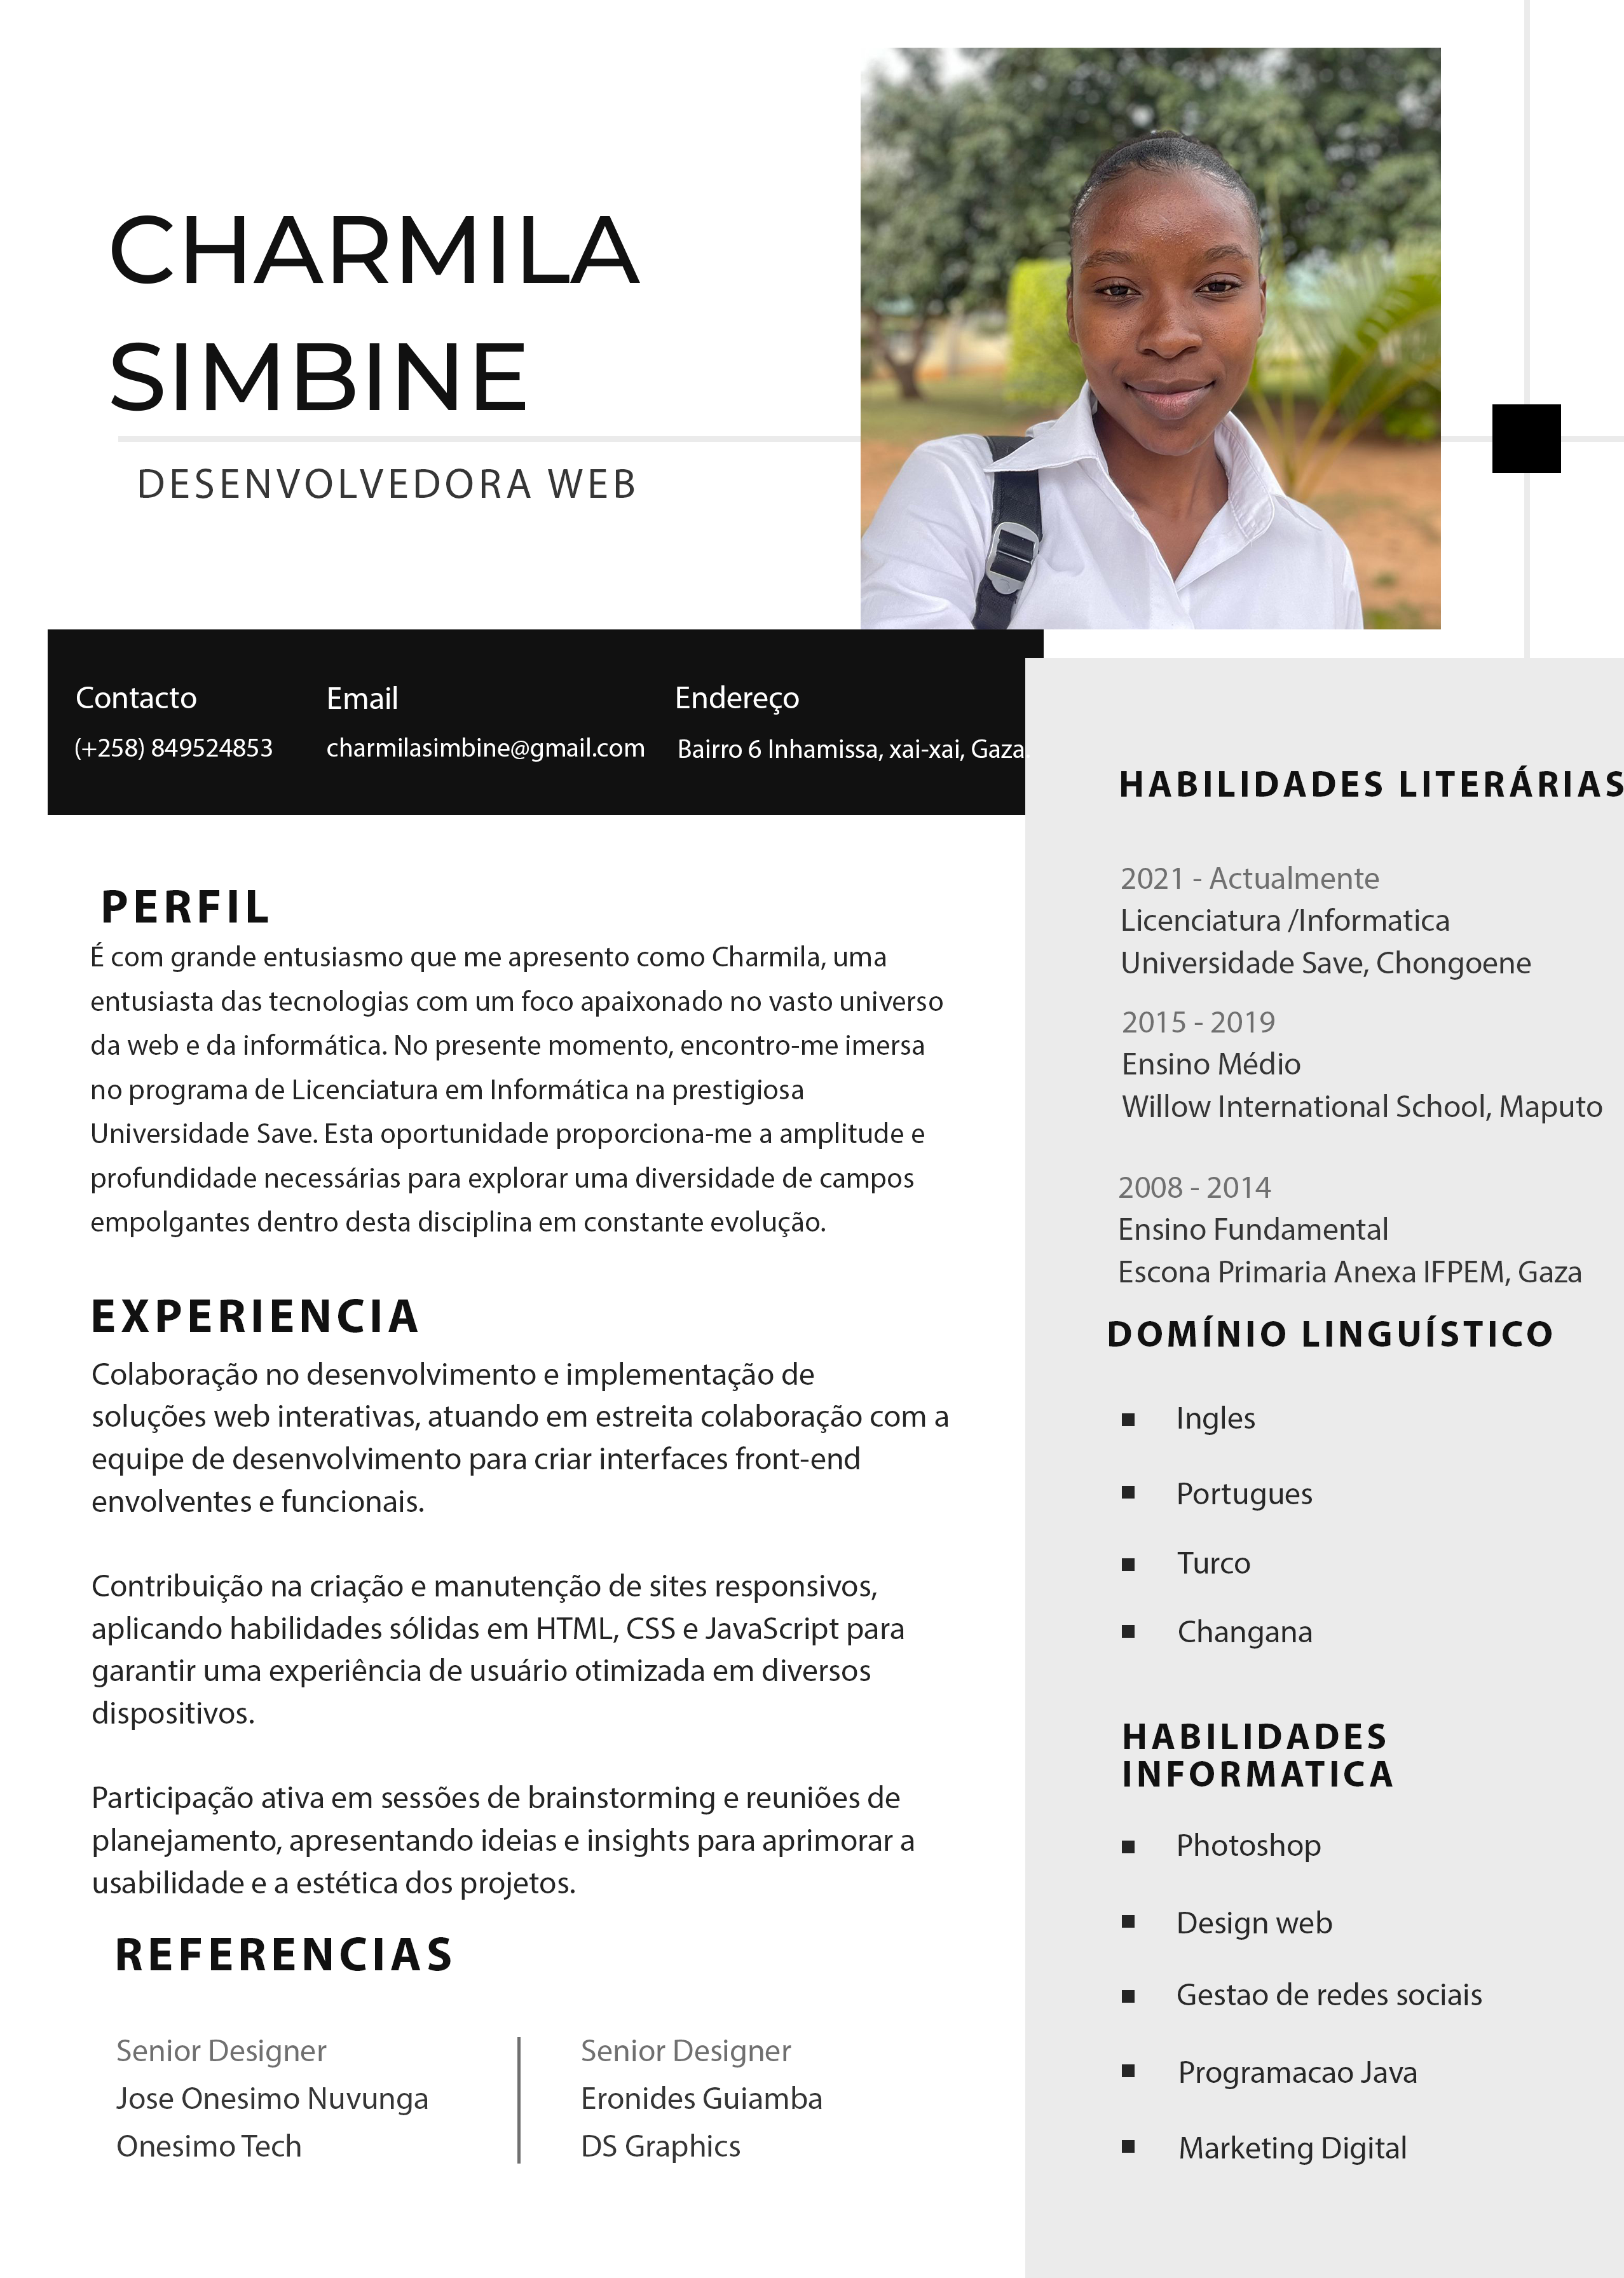 CHARMILA
SIMBINE
DESENVOLVEDORA WEB
Contacto
(+258) 849524853
Email
charmilasimbine@gmail.com
Endereço
Bairro 6 Inhamissa, xai-xai, Gaza
PERFIL
É com grande entusiasmo que me apresento como Charmila, uma
entusiasta das tecnologias com um foco apaixonado no vasto universo
da web e da informática. No presente momento, encontro-me imersa
no programa de Licenciatura em Informática na prestigiosa
Universidade Save. Esta oportunidade proporciona-me a amplitude e
profundidade necessárias para explorar uma diversidade de campos
empolgantes dentro desta disciplina em constante evolução.
EXPERIENCIA
Colaboração no desenvolvimento e implementação de
soluções web interativas, atuando em estreita colaboração com a
equipe de desenvolvimento para criar interfaces front-end
envolventes e funcionais.
Contribuição na criação e manutenção de sites responsivos,
aplicando habilidades sólidas em HTML, CSS e JavaScript para
garantir uma experiência de usuário otimizada em diversos
dispositivos.
Participação ativa em sessões de brainstorming e reuniões de
planejamento, apresentando ideias e insights para aprimorar a
usabilidade e a estética dos projetos.
REFERENCIAS
Senior Designer
Jose Onesimo Nuvunga
Onesimo Tech
Senior Designer
Eronides Guiamba
DS Graphics
HABILIDADES LITERÁRIAS
2021 - Actualmente
Licenciatura /Informatica
Universidade Save, Chongoene
2015 - 2019
Ensino Médio
Willow International School, Maputo
2008 - 2014
Ensino Fundamental
Escona Primaria Anexa IFPEM, Gaza
DOMÍNIO LINGUÍSTICO
Ingles
Portugues
Turco
Changana
HABILIDADES
INFORMATICA
Photoshop
Design web
Gestao de redes sociais
Programacao Java
Marketing Digital